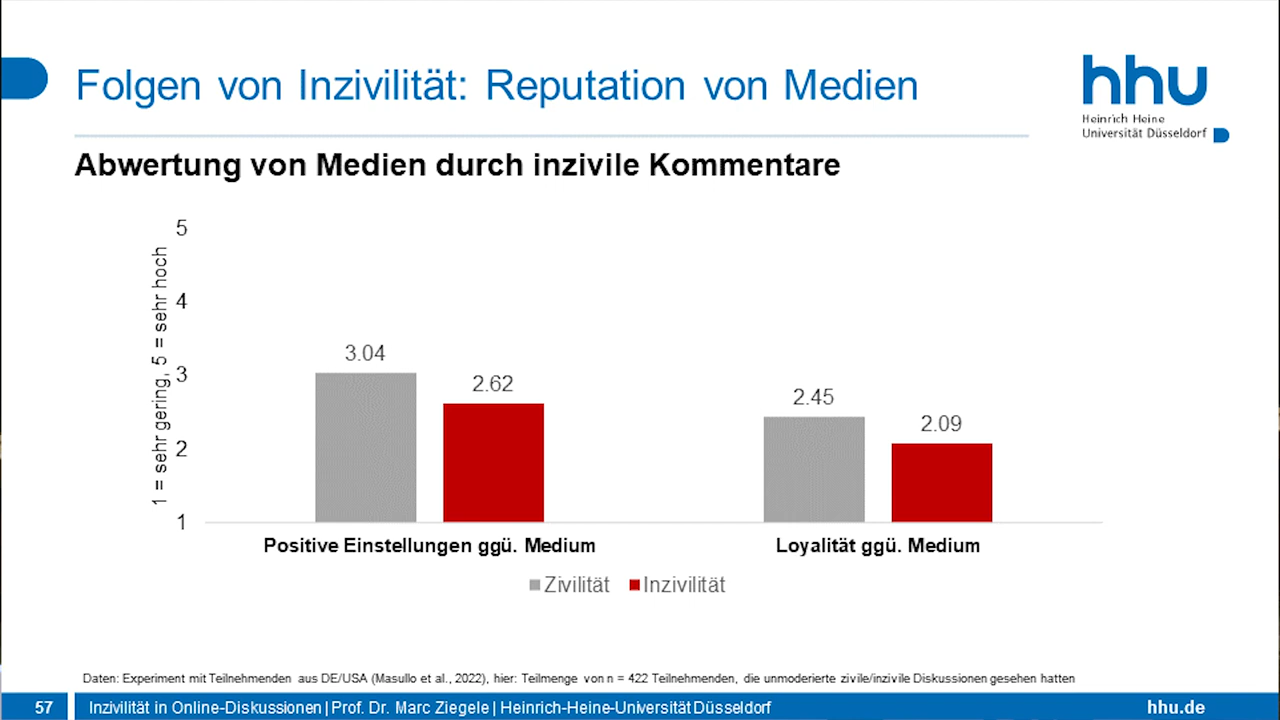 Folgen von Inzivilität: Reputation von Medien
hhu
Heinrich Heine
Universität Düsseldorf
Abwertung von Medien durch inzivile Kommentare
1 = sehr gering, 5 = sehr hoch
5
4
3
2
1
3.04
2.62
2.45
2.09
Positive Einstellungen ggü. Medium
Loyalität ggü. Medium
Zivilität
Inzivilität
Daten: Experiment mit Teilnehmenden aus DE/USA (Masullo et al., 2022), hier: Teilmenge von n = 422 Teilnehmenden, die unmoderierte zivile/inzivile Diskussionen gesehen hatten
57
Inzivilität in Online-Diskussionen | Prof. Dr. Marc Ziegele | Heinrich-Heine-Universität Düsseldorf
hhu.de